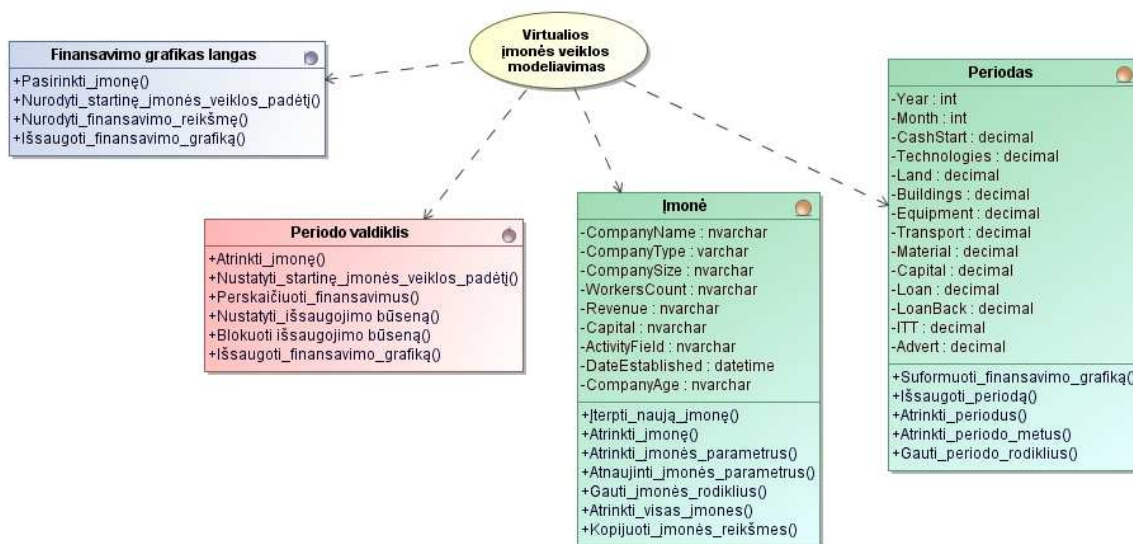 Virtualios
įmonės veiklos
modeliavimas
Finansavimo grafikas langas
+Pasirinkti_įmonę()
+Nurodyti_startinę_įmonės_veiklos_padėtį()
+Nurodyti_finansavimo_reikšmę()
+Išsaugoti_finansavimo_grafiką()
Periodo valdiklis
+Atrinkti_įmonę()
+Nustatyti_startinę_įmonės_veiklos_padėtį()
+Perskaičiuoti_finansavimus()
+Nustatyti_išsaugojimo būseną()
+Blokuoti išsaugojimo būseną()
+Išsaugoti_finansavimo_grafiką()
Įmonė
-CompanyName : nvarchar
-CompanyType : varchar
-CompanySize : nvarchar
-WorkersCount : nvarchar
-Revenue : nvarchar
-Capital : nvarchar
-ActivityField : nvarchar
-DateEstablished : datetime
-CompanyAge : nvarchar
+Įterpti_naują_įmonę()
+Atrinkti_įmonę()
+Atrinkti_įmonės_parametrus()
+Atnaujinti_įmonės_parametrus()
+Gauti_įmonės_rodiklius()
+Atrinkti_visas_įmones()
+Kopijuoti_įmonės_reikšmes()
Periodas
-Year : int
-Month : int
-CashStart : decimal
-Technologies : decimal
-Land : decimal
-Buildings : decimal
-Equipment : decimal
-Transport : decimal
-Material : decimal
-Capital : decimal
-Loan : decimal
-LoanBack : decimal
-ITT : decimal
-Advert : decimal
+Suformuoti_finansavimo_grafiką()
+Išsaugoti_periodą()
+Atrinkti_periodus()
+Atrinkti_periodo_metus()
+Gauti_periodo_rodiklius()